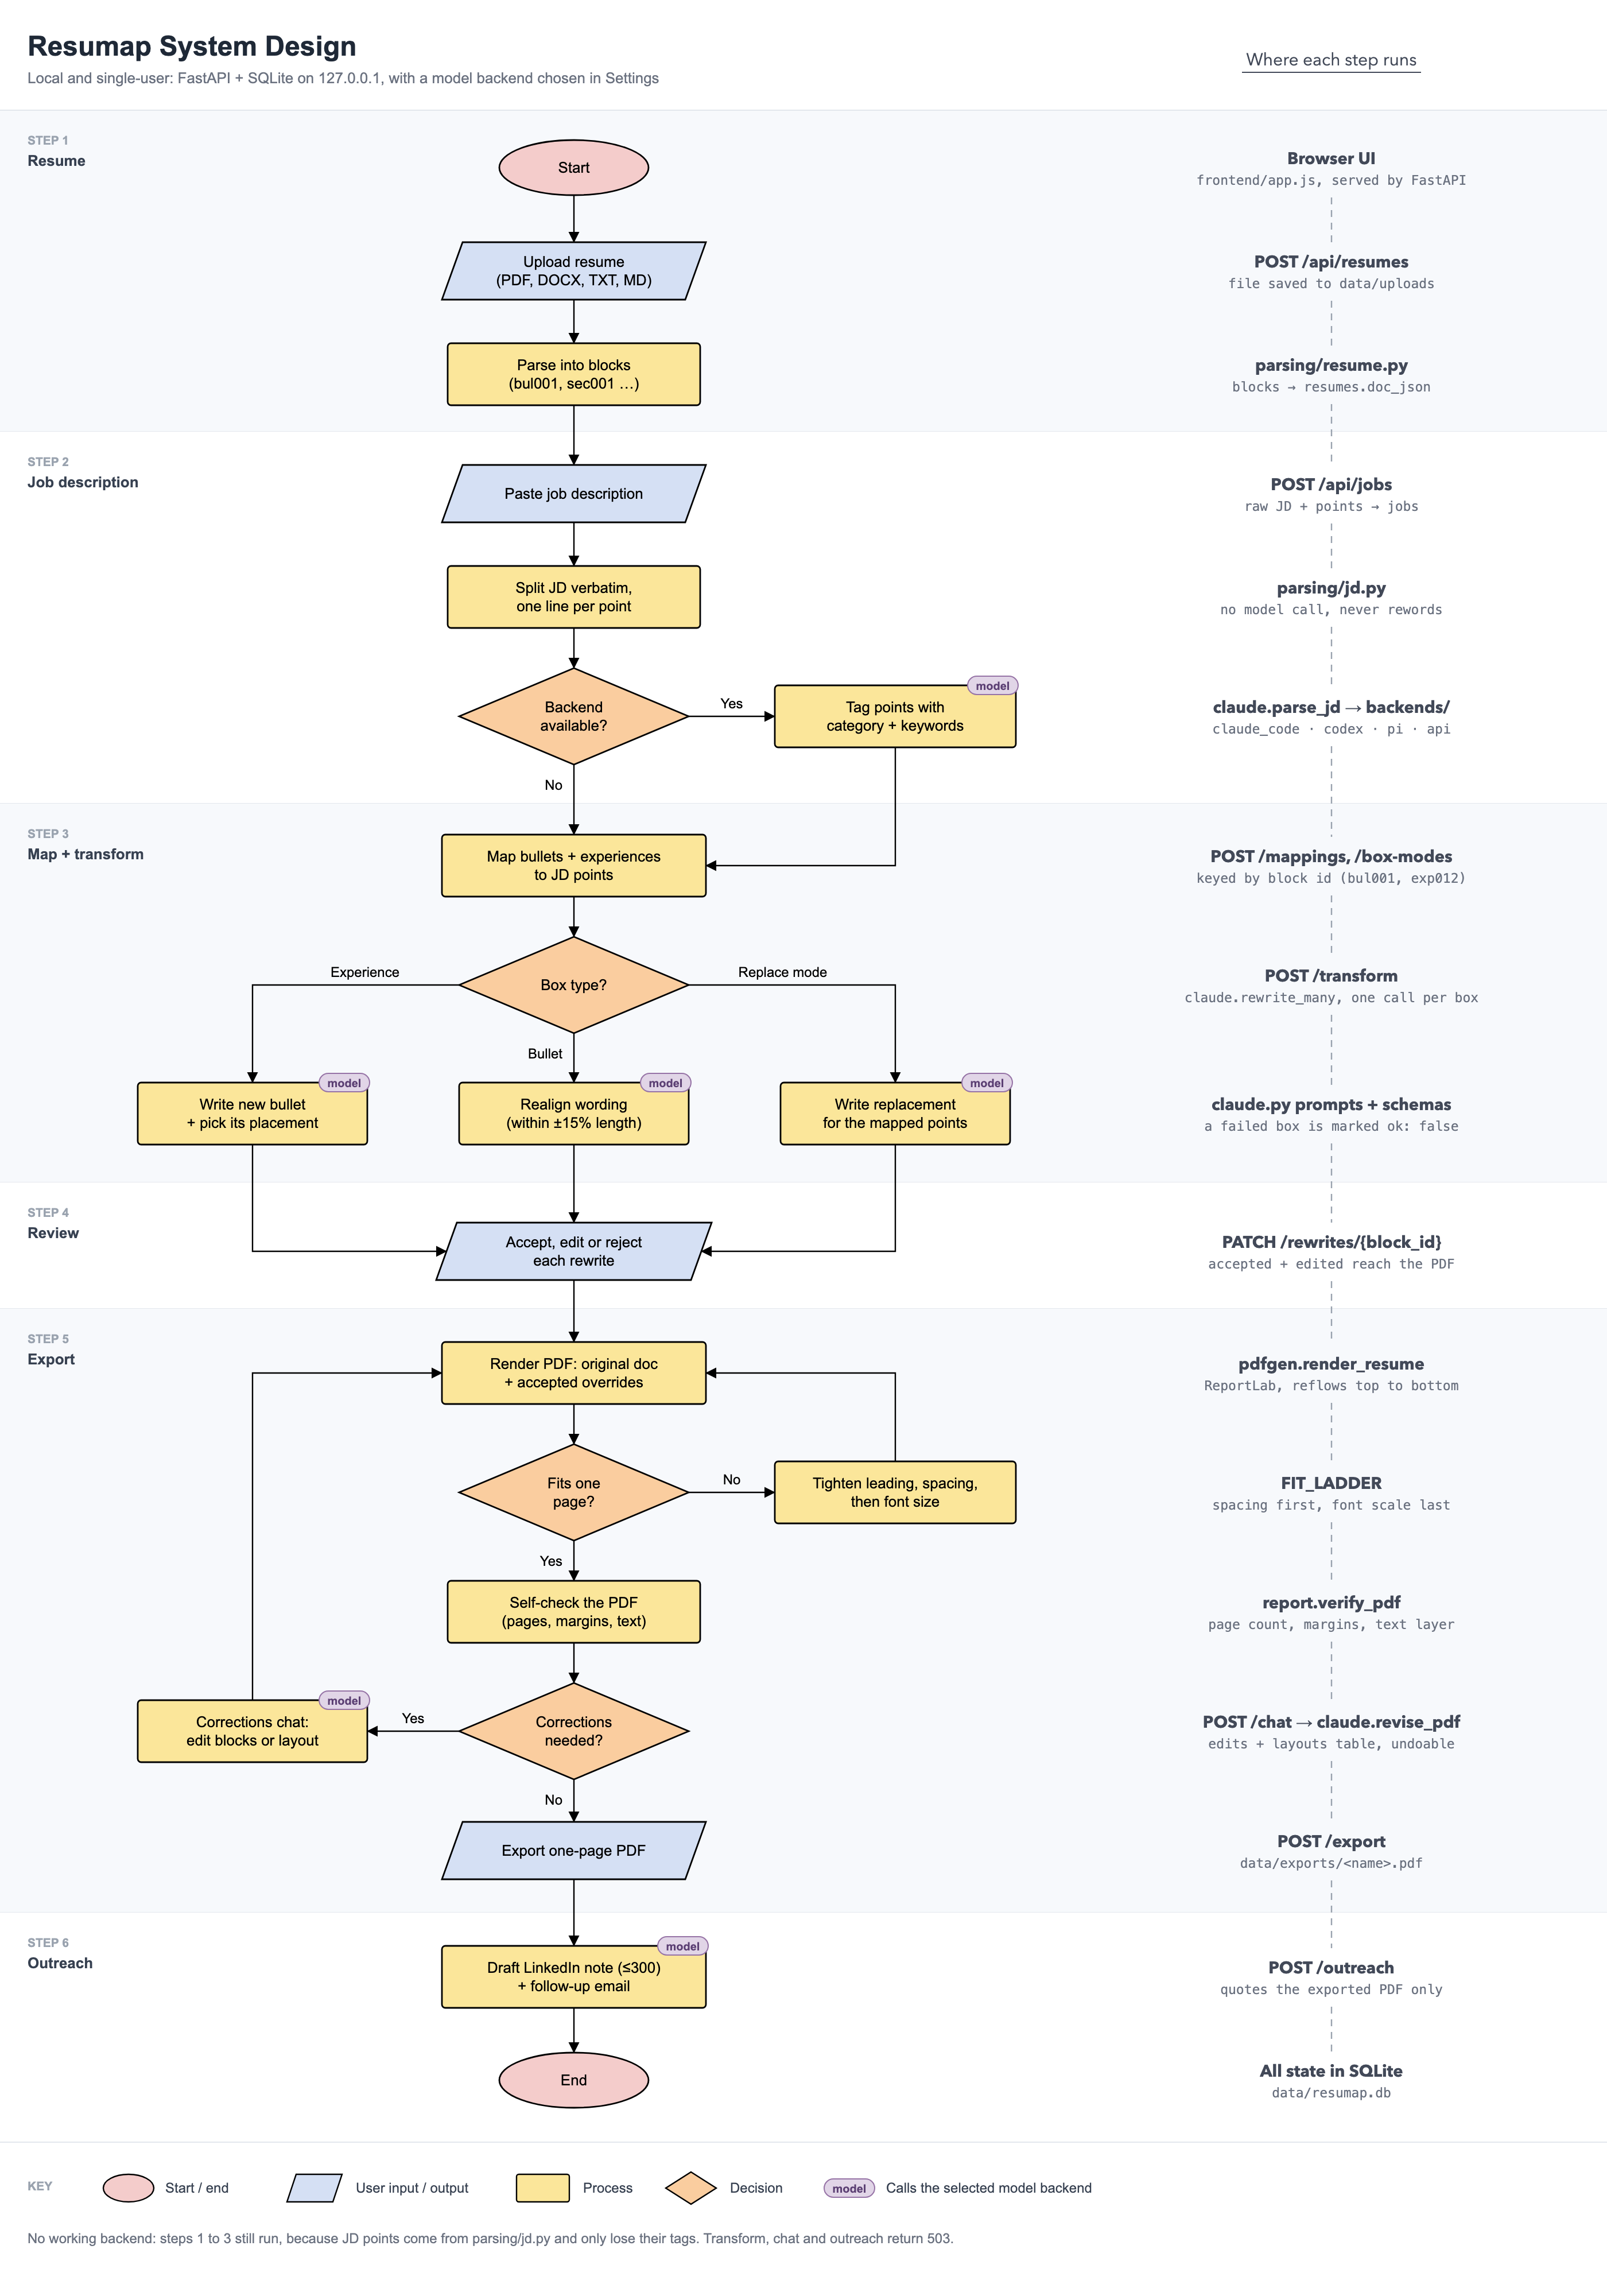 Resumap System Design
Local and single-user: FastAPI + SQLite on 127.0.0.1, with a model backend chosen in Settings
Where each step runs
STEP 1
Resume
Start
Browser UI
frontend/app.js, served by FastAPI
Upload resume
(PDF, DOCX, TXT, MD)
POST /api/resumes
file saved to data/uploads
Parse into blocks
(bul001, sec001 …)
parsing/resume.py
blocks → resumes.doc_json
STEP 2
Job description
Paste job description
POST /api/jobs
raw JD + points → jobs
Split JD verbatim,
one line per point
parsing/jd.py
no model call, never rewords
Backend
available?
Yes
model
Tag points with
category + keywords
claude.parse_jd → backends/
claude_code · codex · pi · api
No
STEP 3
Map + transform
Map bullets + experiences
to JD points
POST /mappings, /box-modes
keyed by block id (bul001, exp012)
Experience
Box type?
Replace mode
POST /transform
claude.rewrite_many, one call per box
Bullet
model
Write new bullet
+ pick its placement
model
Realign wording
(within ±15% length)
model
Write replacement
for the mapped points
claude.py prompts + schemas
a failed box is marked ok: false
STEP 4
Review
Accept, edit or reject
each rewrite
PATCH /rewrites/{block_id}
accepted + edited reach the PDF
STEP 5
Export
Render PDF: original doc
+ accepted overrides
pdfgen.render_resume
ReportLab, reflows top to bottom
Fits one
page?
No
Tighten leading, spacing,
then font size
FIT_LADDER
spacing first, font scale last
Yes
Self-check the PDF
(pages, margins, text)
report.verify_pdf
page count, margins, text layer
model
Corrections chat:
edit blocks or layout
Yes
Corrections
needed?
POST /chat → claude.revise_pdf
edits + layouts table, undoable
No
Export one-page PDF
POST /export
data/exports/<name>.pdf
STEP 6
Outreach
model
Draft LinkedIn note (≤300)
+ follow-up email
POST /outreach
quotes the exported PDF only
End
All state in SQLite
data/resumap.db
KEY
Start / end
User input / output
Process
Decision
model
Calls the selected model backend
No working backend: steps 1 to 3 still run, because JD points come from parsing/jd.py and only lose their tags. Transform, chat and outreach return 503.